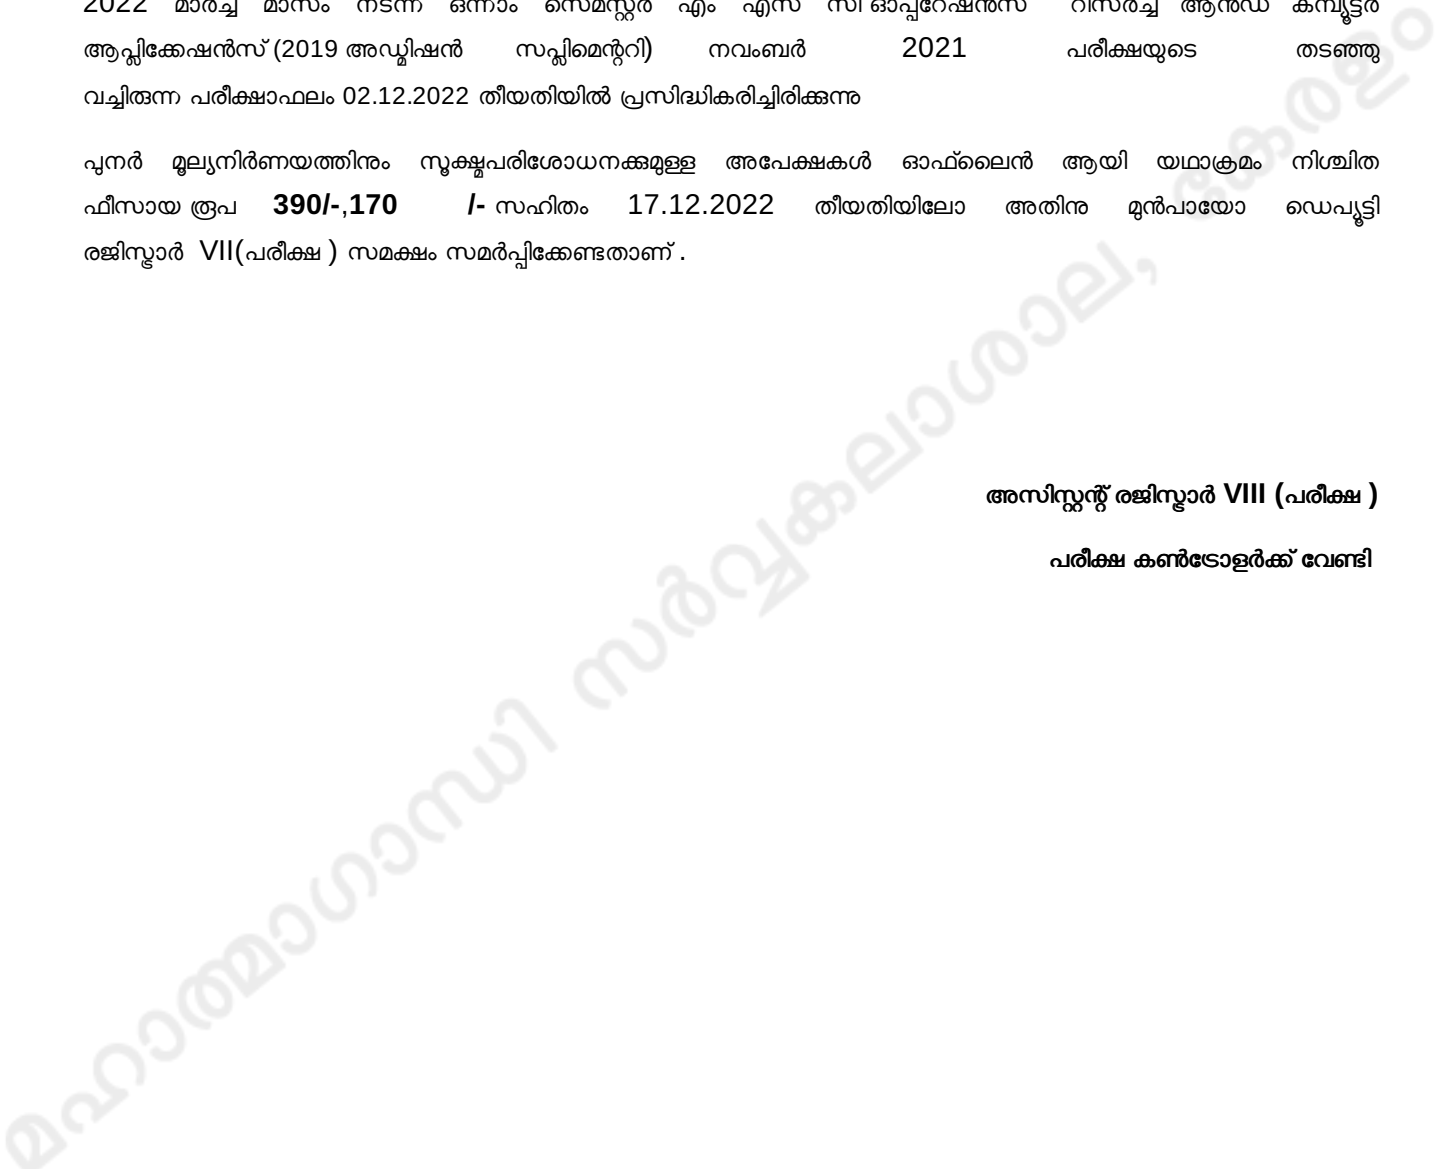 2022 മാർച്ച് മാസം നടന്ന ഒന്നാം സെമസ്റ്റർ എം എസ് സി ഓപ്പറേഷൻസ് റിസർച്ച് ആൻഡ് കമ്പ്യൂട്ടർ
ആപ്ലിക്കേഷൻസ് (2019 അഡ്മിഷൻ സപ്ലിമെന്ററി) നവംബർ 2021 പരീക്ഷയുടെ തടഞ്ഞു
വച്ചിരുന്ന പരീക്ഷാഫലം 02.12.2022 തീയതിയിൽ പ്രസിദ്ധികരിച്ചിരിക്കുന്നു
പുനർ മൂല്യനിർണയത്തിനും സൂക്ഷ്മപരിശോധനക്കുമുള്ള അപേക്ഷകൾ ഓഫ്‌ലൈൻ ആയി യഥാക്രമം നിശ്ചിത
ഫീസായ രൂപ 390/-,170 /- സഹിതം 17.12.2022 തീയതിയിലോ അതിനു മുൻപായോ ഡെപ്യൂട്ടി
രജിസ്ട്രാർ VII(പരീക്ഷ ) സമക്ഷം സമർപ്പിക്കേണ്ടതാണ് .
അസിസ്റ്റന്റ് രജിസ്ട്രാർ VIII (പരീക്ഷ )
പരീക്ഷ കൺട്രോളർക്ക് വേണ്ടി
മഹാത്മാഗാന്ധി സർവ്വകലാശാല, കേരളം